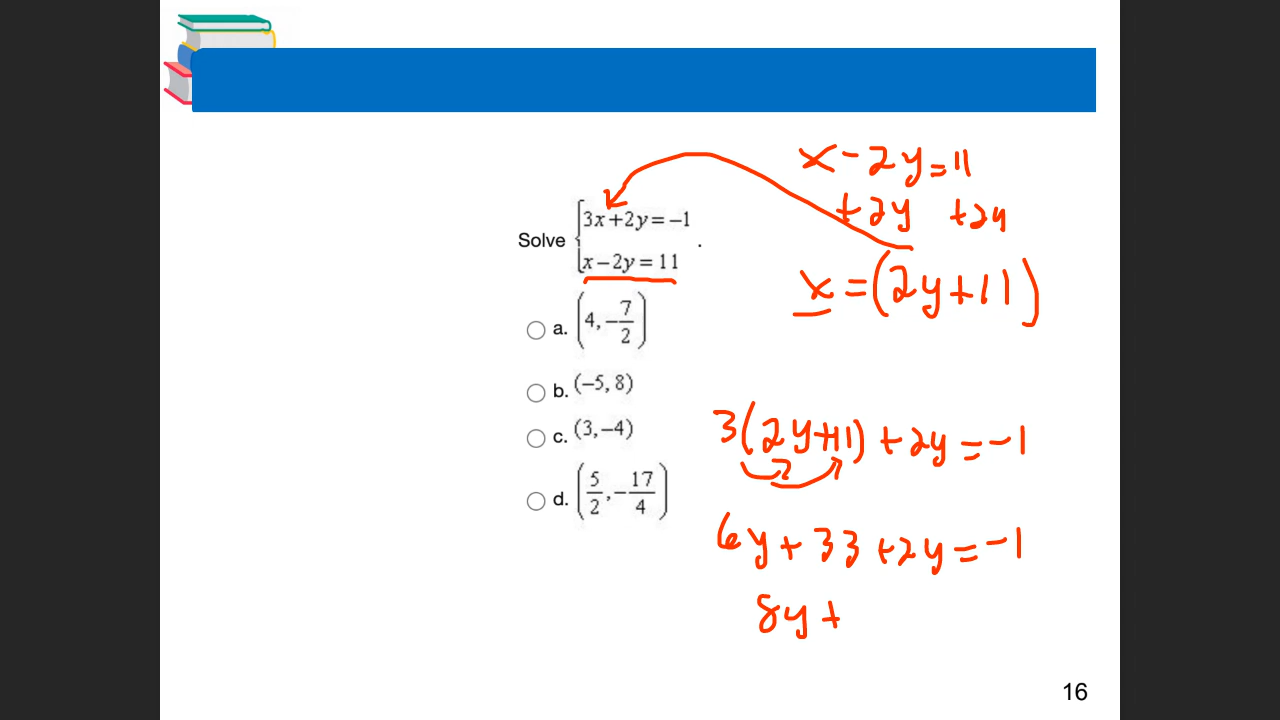 Solve { 3x+2y=−1
x−2y=11 .
a. (4, −7/2)
b. (−5, 8)
c. (3, −4)
d. (5/2, −17/4)
x-2y=11
+2y +2y
x=(2y+11)
3(2y+11)+2y=-1
6y+33+2y=-1
8y+
16